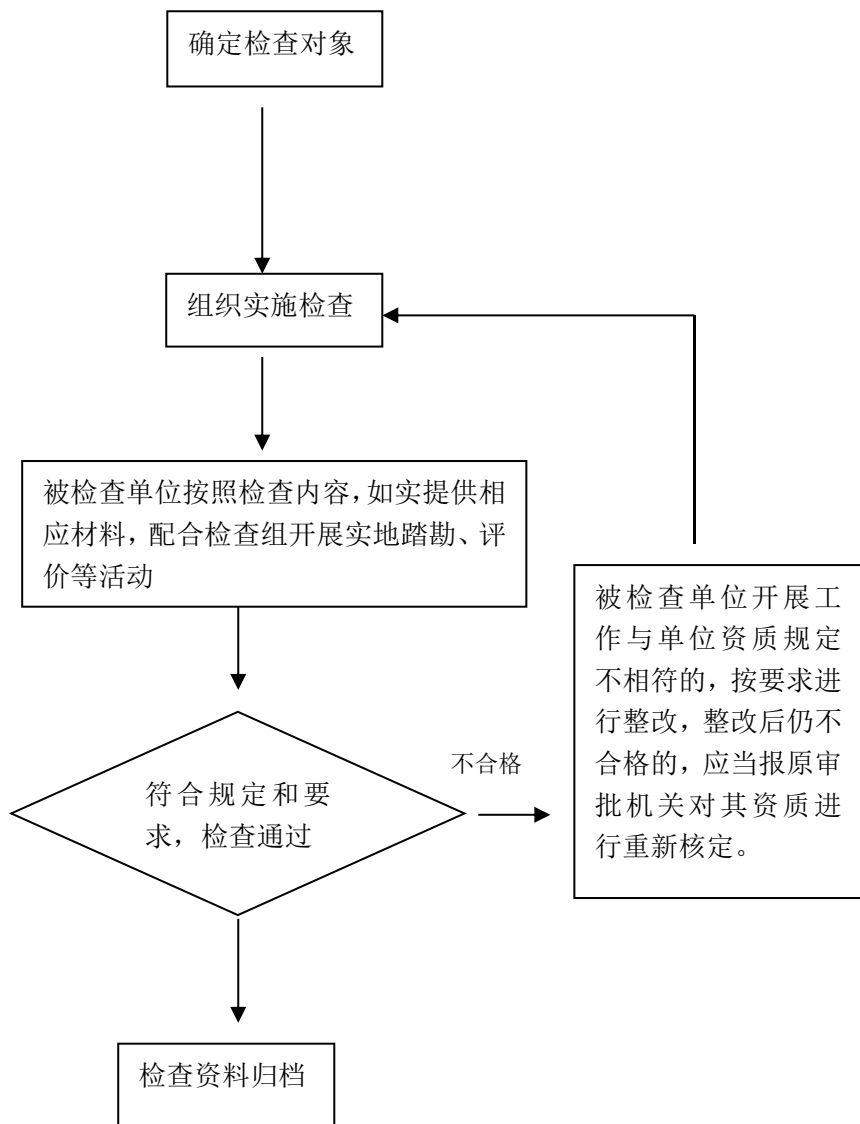 确定检查对象
组织实施检查
被检查单位按照检查内容，如实提供相
应材料，配合检查组开展实地踏勘、评
价等活动
符合规定和要
求，检查通过
不合格
被检查单位开展工
作与单位资质规定
不相符的，按要求进
行整改，整改后仍不
合格的，应当报原审
批机关对其资质进
行重新核定。
检查资料归档